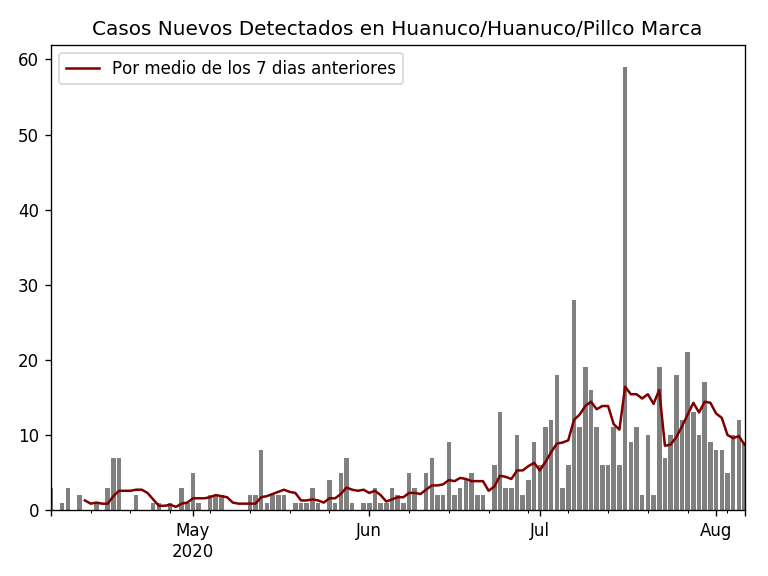 Casos Nuevos Detectados en Huanuco/Huanuco/Pillco Marca
Por medio de los 7 dias anteriores
60
50
40
30
20
10
0
May
2020
Jun
Jul
Aug